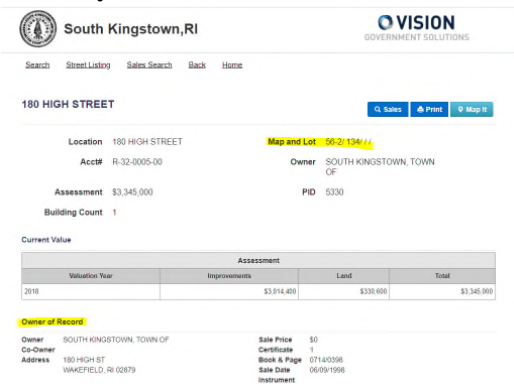 South Kingstown,RI
VISION
GOVERNMENT SOLUTIONS
Search Street Listing Sales Search Back Home
180 HIGH STREET
Sales Print Map It
Location 180 HIGH STREET Map and Lot 56-2/ 134/ / /
Acct# R-32-0005-00 Owner SOUTH KINGSTOWN, TOWN
OF
Assessment $3,345,000 PID 5330
Building Count 1
Current Value
Assessment
Valuation Year Improvements Land Total
2018 $3,014,400 $330,600 $3,345,000
Owner of Record
Owner SOUTH KINGSTOWN, TOWN OF Sale Price $0
Co-Owner Certificate 1
Address 180 HIGH ST Book & Page 0714/0398
WAKEFIELD, RI 02879 Sale Date 06/09/1998
Instrument